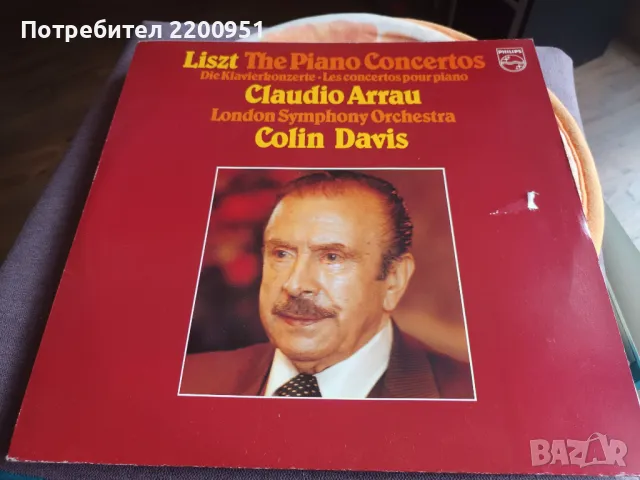 Потребител 2200951
Liszt The Piano Concertos
Die Klavierkonzerte · Les concertos pour piano
Claudio Arrau
London Symphony Orchestra
Colin Davis
PHILIPS
BAZAR